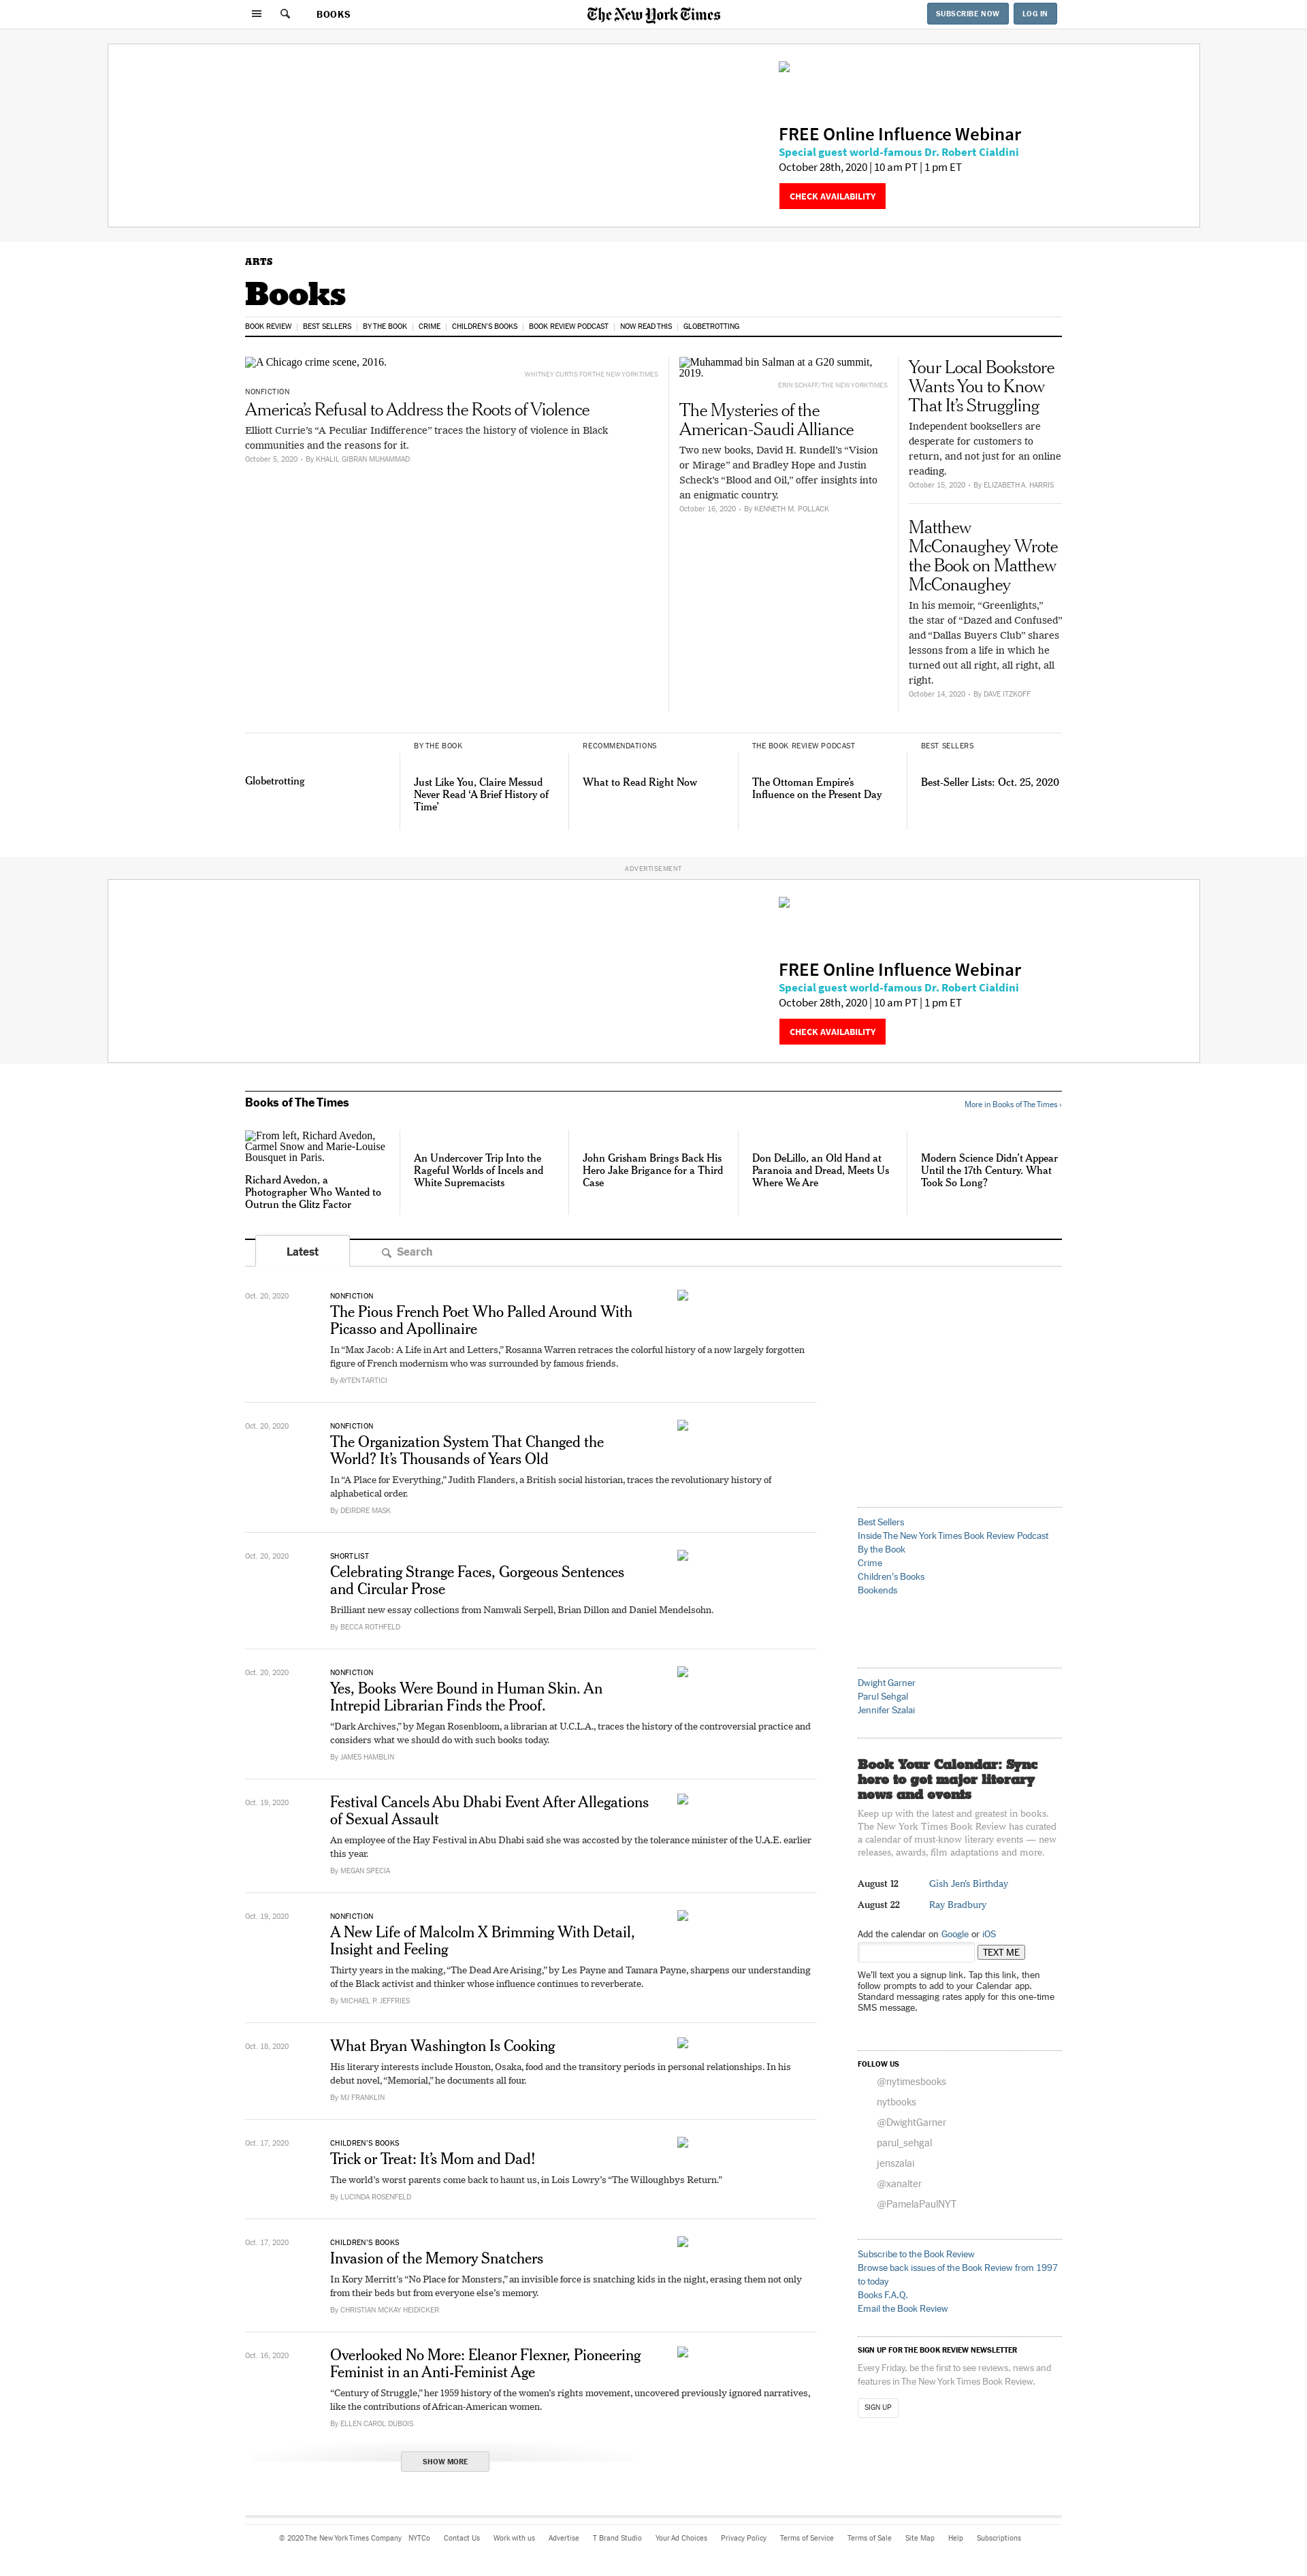 BOOKS
The New York Times
SUBSCRIBE NOW
LOG IN
FREE Online Influence Webinar
Special guest world-famous Dr. Robert Cialdini
October 28th, 2020 | 10 am PT | 1 pm ET
CHECK AVAILABILITY
ARTS
Books
BOOK REVIEW | BEST SELLERS | BY THE BOOK | CRIME | CHILDREN'S BOOKS | BOOK REVIEW PODCAST | NOW READ THIS | GLOBETROTTING
A Chicago crime scene, 2016.
WHITNEY CURTIS FOR THE NEW YORK TIMES
NONFICTION
America’s Refusal to Address the Roots of Violence
Elliott Currie’s “A Peculiar Indifference” traces the history of violence in Black
communities and the reasons for it.
October 5, 2020 • By KHALIL GIBRAN MUHAMMAD
Muhammad bin Salman at a G20 summit,
2019.
ERIN SCHAFF/THE NEW YORK TIMES
The Mysteries of the
American-Saudi Alliance
Two new books, David H. Rundell’s “Vision
or Mirage” and Bradley Hope and Justin
Scheck’s “Blood and Oil,” offer insights into
an enigmatic country.
October 16, 2020 • By KENNETH M. POLLACK
Your Local Bookstore
Wants You to Know
That It’s Struggling
Independent booksellers are
desperate for customers to
return, and not just for an online
reading.
October 15, 2020 • By ELIZABETH A. HARRIS
Matthew
McConaughey Wrote
the Book on Matthew
McConaughey
In his memoir, “Greenlights,”
the star of “Dazed and Confused”
and “Dallas Buyers Club” shares
lessons from a life in which he
turned out all right, all right, all
right.
October 14, 2020 • By DAVE ITZKOFF
Globetrotting
BY THE BOOK
Just Like You, Claire Messud
Never Read ‘A Brief History of
Time’
RECOMMENDATIONS
What to Read Right Now
THE BOOK REVIEW PODCAST
The Ottoman Empire’s
Influence on the Present Day
BEST SELLERS
Best-Seller Lists: Oct. 25, 2020
ADVERTISEMENT
FREE Online Influence Webinar
Special guest world-famous Dr. Robert Cialdini
October 28th, 2020 | 10 am PT | 1 pm ET
CHECK AVAILABILITY
Books of The Times
More in Books of The Times ›
From left, Richard Avedon,
Carmel Snow and Marie-Louise
Bousquet in Paris.
Richard Avedon, a
Photographer Who Wanted to
Outrun the Glitz Factor
An Undercover Trip Into the
Rageful Worlds of Incels and
White Supremacists
John Grisham Brings Back His
Hero Jake Brigance for a Third
Case
Don DeLillo, an Old Hand at
Paranoia and Dread, Meets Us
Where We Are
Modern Science Didn’t Appear
Until the 17th Century. What
Took So Long?
Latest
Search
Oct. 20, 2020
NONFICTION
The Pious French Poet Who Palled Around With
Picasso and Apollinaire
In “Max Jacob: A Life in Art and Letters,” Rosanna Warren retraces the colorful history of a now largely forgotten
figure of French modernism who was surrounded by famous friends.
By AYTEN TARTICI
Oct. 20, 2020
NONFICTION
The Organization System That Changed the
World? It’s Thousands of Years Old
In “A Place for Everything,” Judith Flanders, a British social historian, traces the revolutionary history of
alphabetical order.
By DEIRDRE MASK
Oct. 20, 2020
SHORTLIST
Celebrating Strange Faces, Gorgeous Sentences
and Circular Prose
Brilliant new essay collections from Namwali Serpell, Brian Dillon and Daniel Mendelsohn.
By BECCA ROTHFELD
Oct. 20, 2020
NONFICTION
Yes, Books Were Bound in Human Skin. An
Intrepid Librarian Finds the Proof.
“Dark Archives,” by Megan Rosenbloom, a librarian at U.C.L.A., traces the history of the controversial practice and
considers what we should do with such books today.
By JAMES HAMBLIN
Oct. 19, 2020
Festival Cancels Abu Dhabi Event After Allegations
of Sexual Assault
An employee of the Hay Festival in Abu Dhabi said she was accosted by the tolerance minister of the U.A.E. earlier
this year.
By MEGAN SPECIA
Oct. 19, 2020
NONFICTION
A New Life of Malcolm X Brimming With Detail,
Insight and Feeling
Thirty years in the making, “The Dead Are Arising,” by Les Payne and Tamara Payne, sharpens our understanding
of the Black activist and thinker whose influence continues to reverberate.
By MICHAEL P. JEFFRIES
Oct. 18, 2020
What Bryan Washington Is Cooking
His literary interests include Houston, Osaka, food and the transitory periods in personal relationships. In his
debut novel, “Memorial,” he documents all four.
By MJ FRANKLIN
Oct. 17, 2020
CHILDREN’S BOOKS
Trick or Treat: It’s Mom and Dad!
The world’s worst parents come back to haunt us, in Lois Lowry’s “The Willoughbys Return.”
By LUCINDA ROSENFELD
Oct. 17, 2020
CHILDREN’S BOOKS
Invasion of the Memory Snatchers
In Kory Merritt’s “No Place for Monsters,” an invisible force is snatching kids in the night, erasing them not only
from their beds but from everyone else’s memory.
By CHRISTIAN MCKAY HEIDICKER
Oct. 16, 2020
Overlooked No More: Eleanor Flexner, Pioneering
Feminist in an Anti-Feminist Age
“Century of Struggle,” her 1959 history of the women’s rights movement, uncovered previously ignored narratives,
like the contributions of African-American women.
By ELLEN CAROL DUBOIS
SHOW MORE
Best Sellers
Inside The New York Times Book Review Podcast
By the Book
Crime
Children's Books
Bookends
Dwight Garner
Parul Sehgal
Jennifer Szalai
Book Your Calendar: Sync
here to get major literary
news and events
Keep up with the latest and greatest in books.
The New York Times Book Review has curated
a calendar of must-know literary events — new
releases, awards, film adaptations and more.
August 12 Gish Jen’s Birthday
August 22 Ray Bradbury
Add the calendar on Google or iOS
TEXT ME
We’ll text you a signup link. Tap this link, then
follow prompts to add to your Calendar app.
Standard messaging rates apply for this one-time
SMS message.
FOLLOW US
@nytimesbooks
nytbooks
@DwightGarner
parul_sehgal
jenszalai
@xanalter
@PamelaPaulNYT
Subscribe to the Book Review
Browse back issues of the Book Review from 1997
to today
Books F.A.Q.
Email the Book Review
SIGN UP FOR THE BOOK REVIEW NEWSLETTER
Every Friday, be the first to see reviews, news and
features in The New York Times Book Review.
SIGN UP
© 2020 The New York Times Company NYTCo Contact Us Work with us Advertise T Brand Studio Your Ad Choices Privacy Policy Terms of Service Terms of Sale Site Map Help Subscriptions